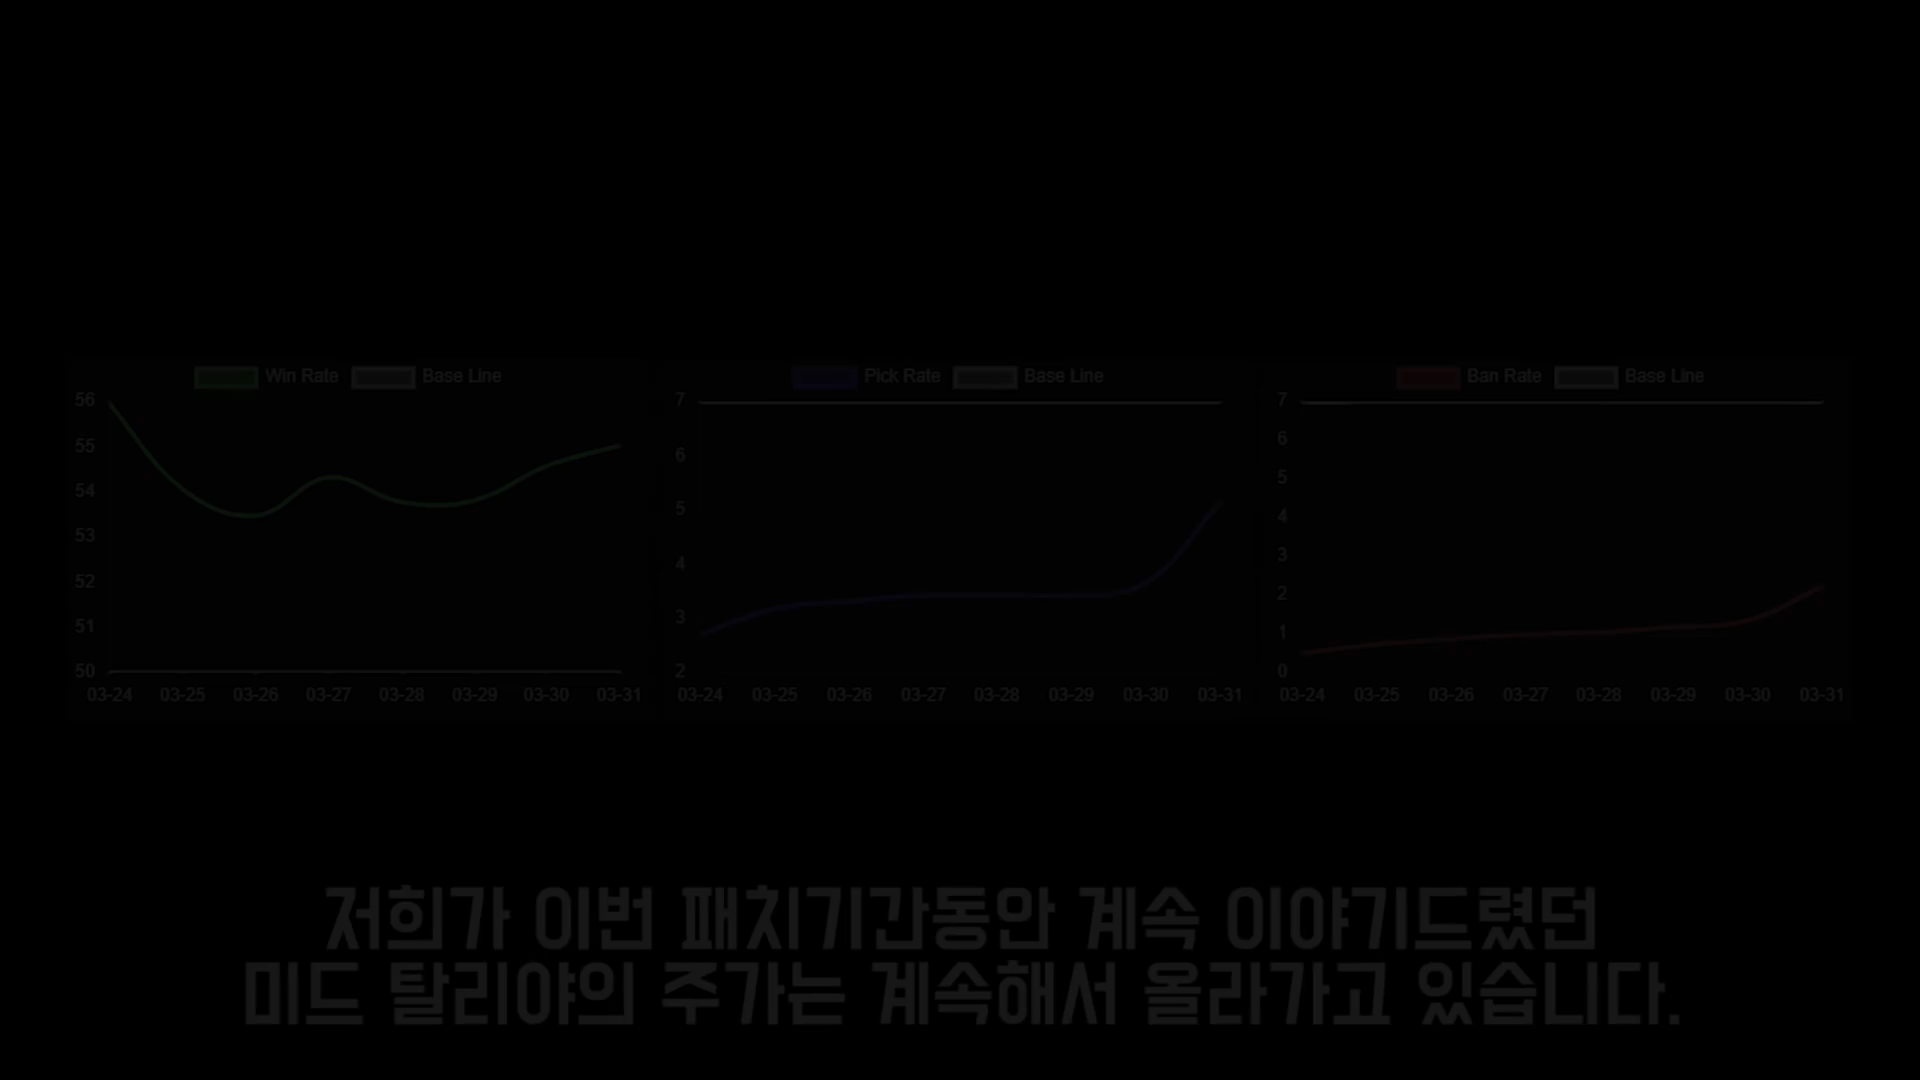 Win Rate Base Line
56
55
54
53
52
51
50
03-24 03-25 03-26 03-27 03-28 03-29 03-30 03-31
Pick Rate Base Line
7
6
5
4
3
2
03-24 03-25 03-26 03-27 03-28 03-29 03-30 03-31
Ban Rate Base Line
7
6
5
4
3
2
1
0
03-24 03-25 03-26 03-27 03-28 03-29 03-30 03-31
저희가 이번 패치기간동안 계속 이야기드렸던
미드 탈리야의 주가는 계속해서 올라가고 있습니다.